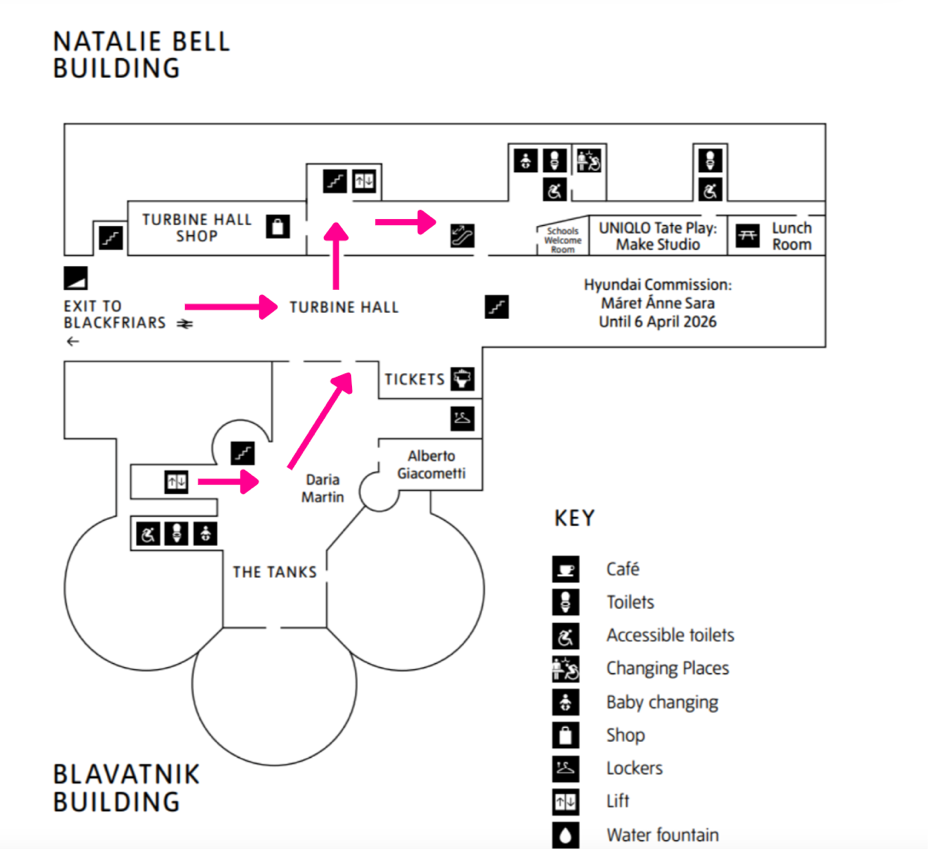 NATALIE BELL
BUILDING
TURBINE HALL
SHOP
Schools
Welcome
Room
UNIQLO Tate Play:
Make Studio
Lunch
Room
EXIT TO
BLACKFRIARS
TURBINE HALL
Hyundai Commission:
Máret Ánne Sara
Until 6 April 2026
TICKETS
Alberto
Giacometti
Daria
Martin
THE TANKS
KEY
Café
Toilets
Accessible toilets
Changing Places
Baby changing
Shop
Lockers
Lift
Water fountain
BLAVATNIK
BUILDING